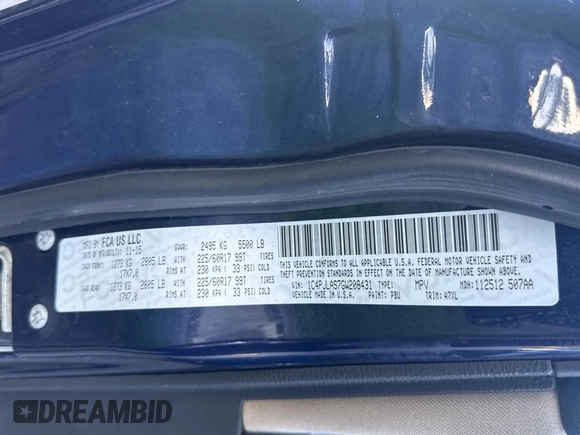 MFD BY FCA US LLC
DATE OF MFR 11-15 GVWR: 2495 KG 5500 LB
GAWR FRONT: 1273 KG 2805 LB WITH 225/60R17 99T TIRES
17X7.0 RIMS AT 230 KPA ( 33 PSI) COLD
GAWR REAR: 1273 KG 2805 LB WITH 225/60R17 99T TIRES
17X7.0 RIMS AT 230 KPA ( 33 PSI) COLD
THIS VEHICLE CONFORMS TO ALL APPLICABLE U.S.A. FEDERAL MOTOR VEHICLE SAFETY
AND THEFT PREVENTION STANDARDS IN EFFECT ON THE DATE OF MANUFACTURE SHOWN ABOVE
VIN: 1C4PJLAS7GW208431 TYPE: MPV MDH: 112512 507AA
VEHICLE MADE IN U.S.A. PAINT: PBU TRIM: A7XL
DREAMBID